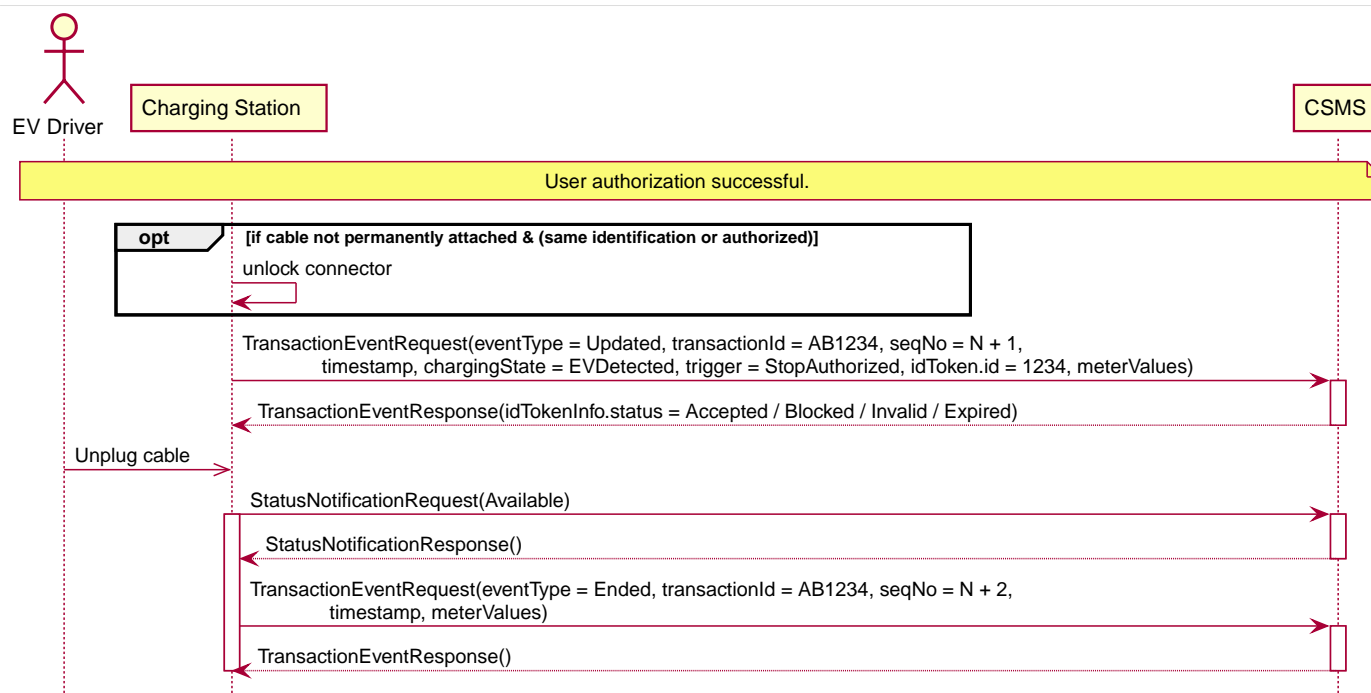 EV Driver
Charging Station
CSMS
User authorization successful.
opt
[if cable not permanently attached & (same identification or authorized)]
unlock connector
TransactionEventRequest(eventType = Updated, transactionId = AB1234, seqNo = N + 1,
timestamp, chargingState = EVDetected, trigger = StopAuthorized, idToken.id = 1234, meterValues)
TransactionEventResponse(idTokenInfo.status = Accepted / Blocked / Invalid / Expired)
Unplug cable
StatusNotificationRequest(Available)
StatusNotificationResponse()
TransactionEventRequest(eventType = Ended, transactionId = AB1234, seqNo = N + 2,
timestamp, meterValues)
TransactionEventResponse()